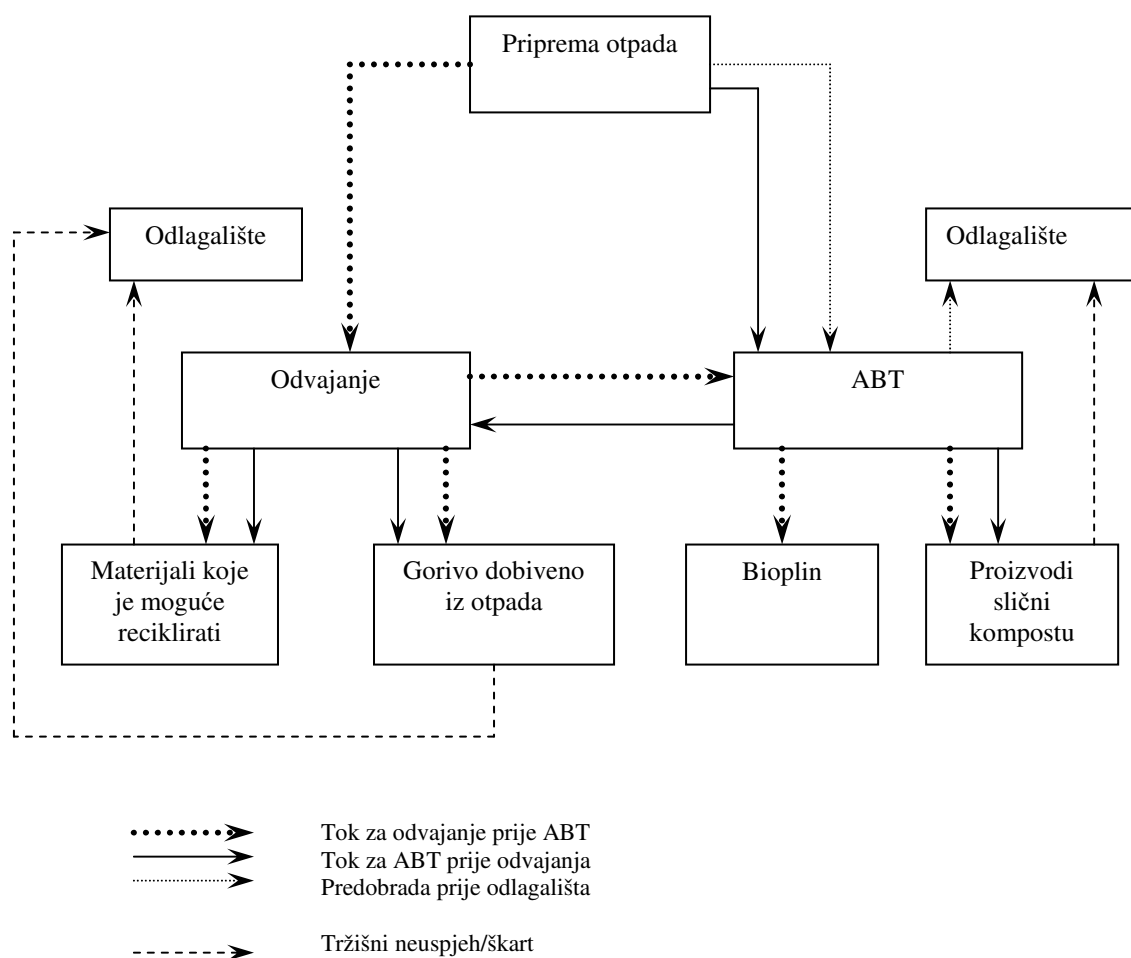 Priprema otpada
Odlagalište
Odlagalište
Odvajanje
ABT
Materijali koje
je moguće
reciklirati
Gorivo dobiveno
iz otpada
Bioplin
Proizvodi
slični
kompostu
Tok za odvajanje prije ABT
Tok za ABT prije odvajanja
Predobrada prije odlagališta
Tržišni neuspjeh/škart